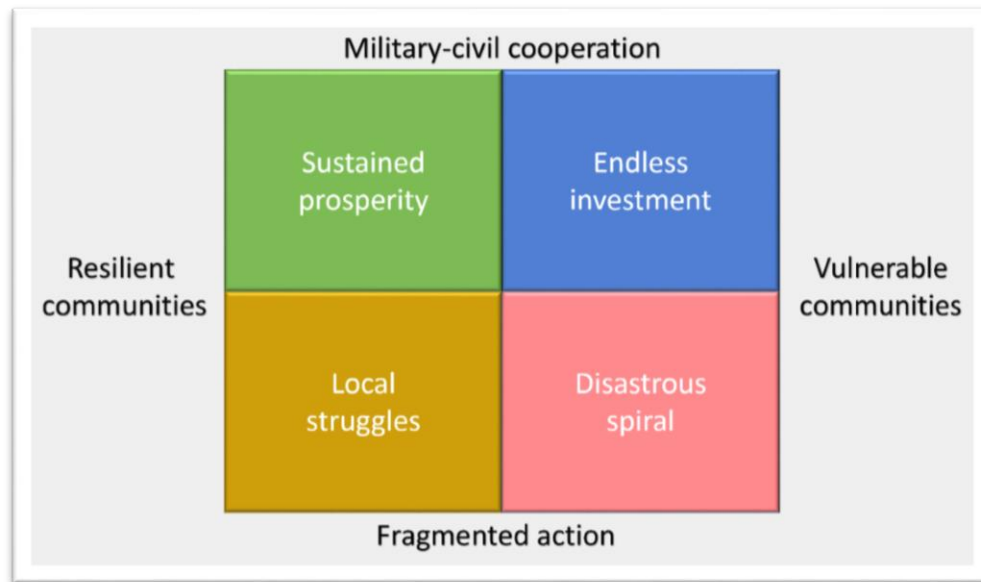 Military-civil cooperation
Sustained
prosperity
Endless
investment
Resilient
communities
Vulnerable
communities
Local
struggles
Disastrous
spiral
Fragmented action